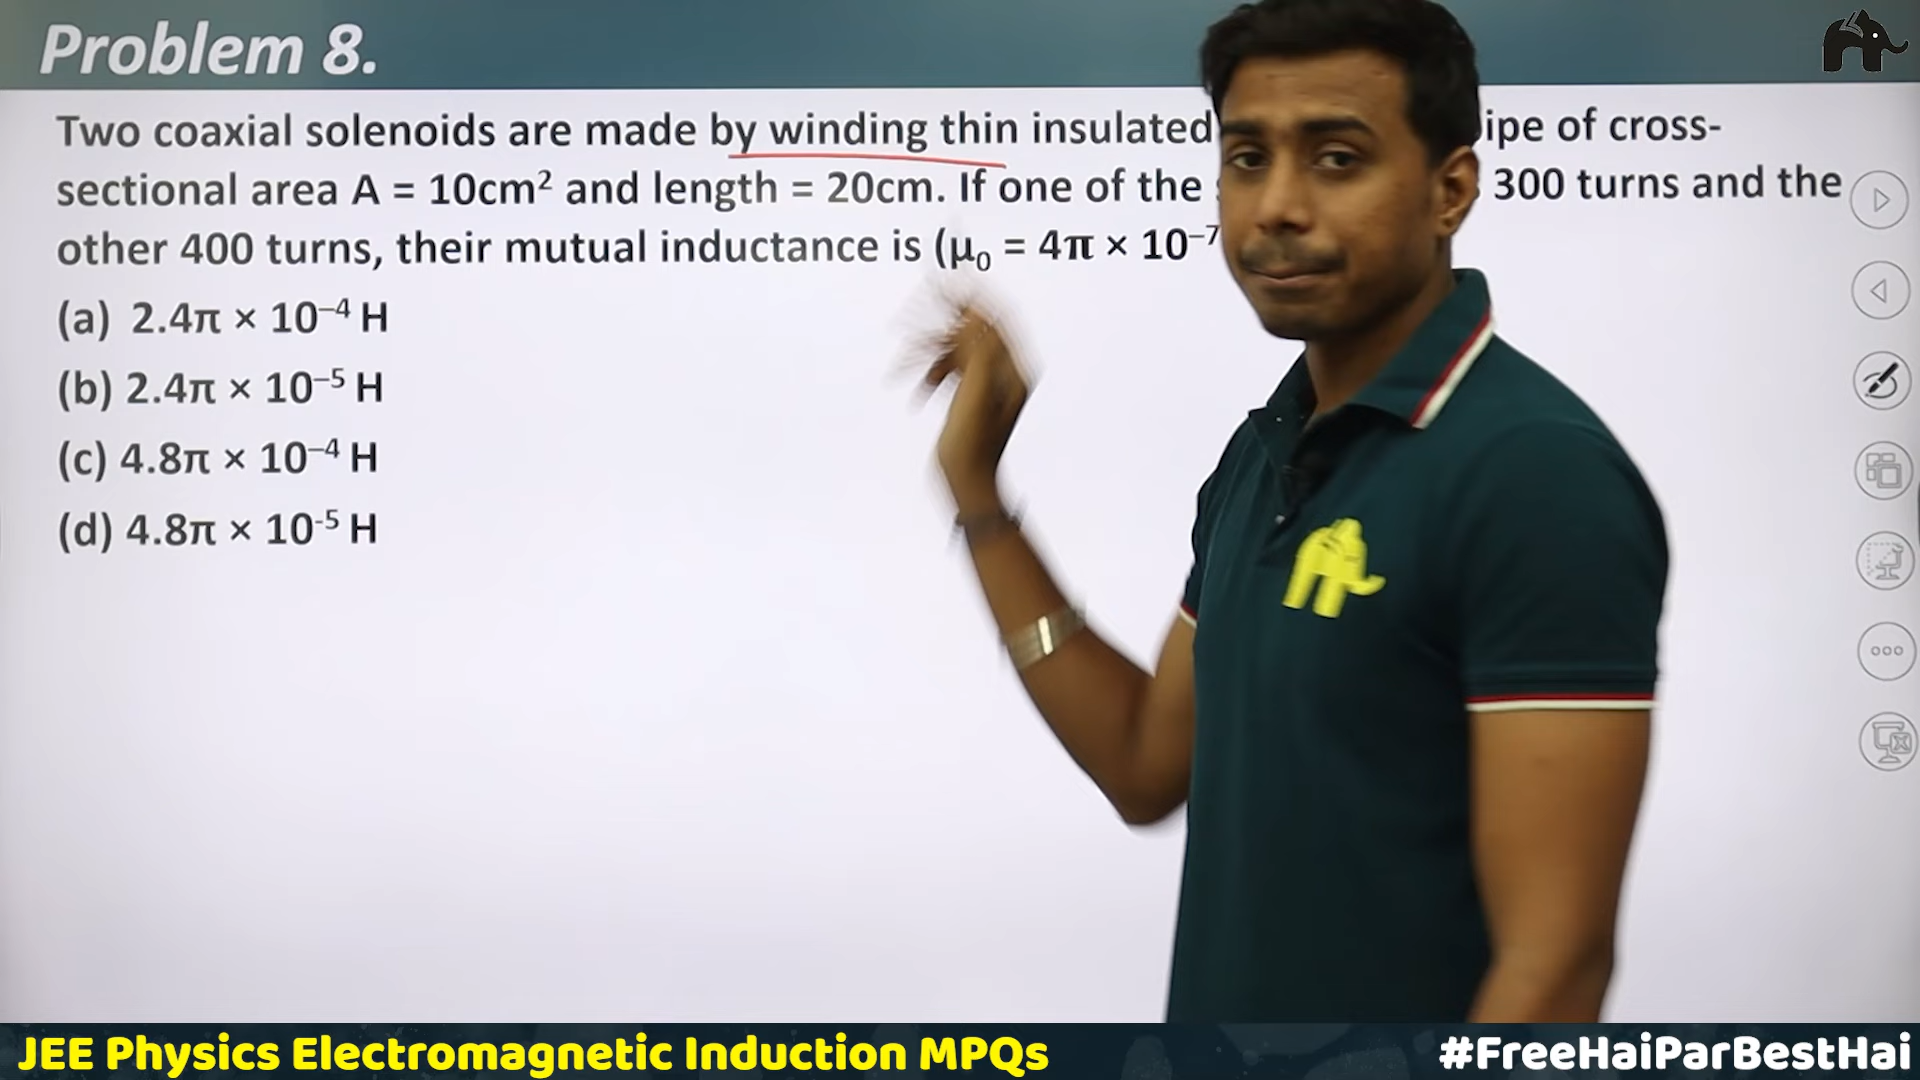 Problem 8.
Two coaxial solenoids are made by winding thin insulated ipe of cross-
sectional area A = 10cm² and length = 20cm. If one of the 300 turns and the
other 400 turns, their mutual inductance is (μ₀ = 4π × 10⁻⁷
(a) 2.4π × 10⁻⁴ H
(b) 2.4π × 10⁻⁵ H
(c) 4.8π × 10⁻⁴ H
(d) 4.8π × 10⁻⁵ H
JEE Physics Electromagnetic Induction MPQs
#FreeHaiParBestHai